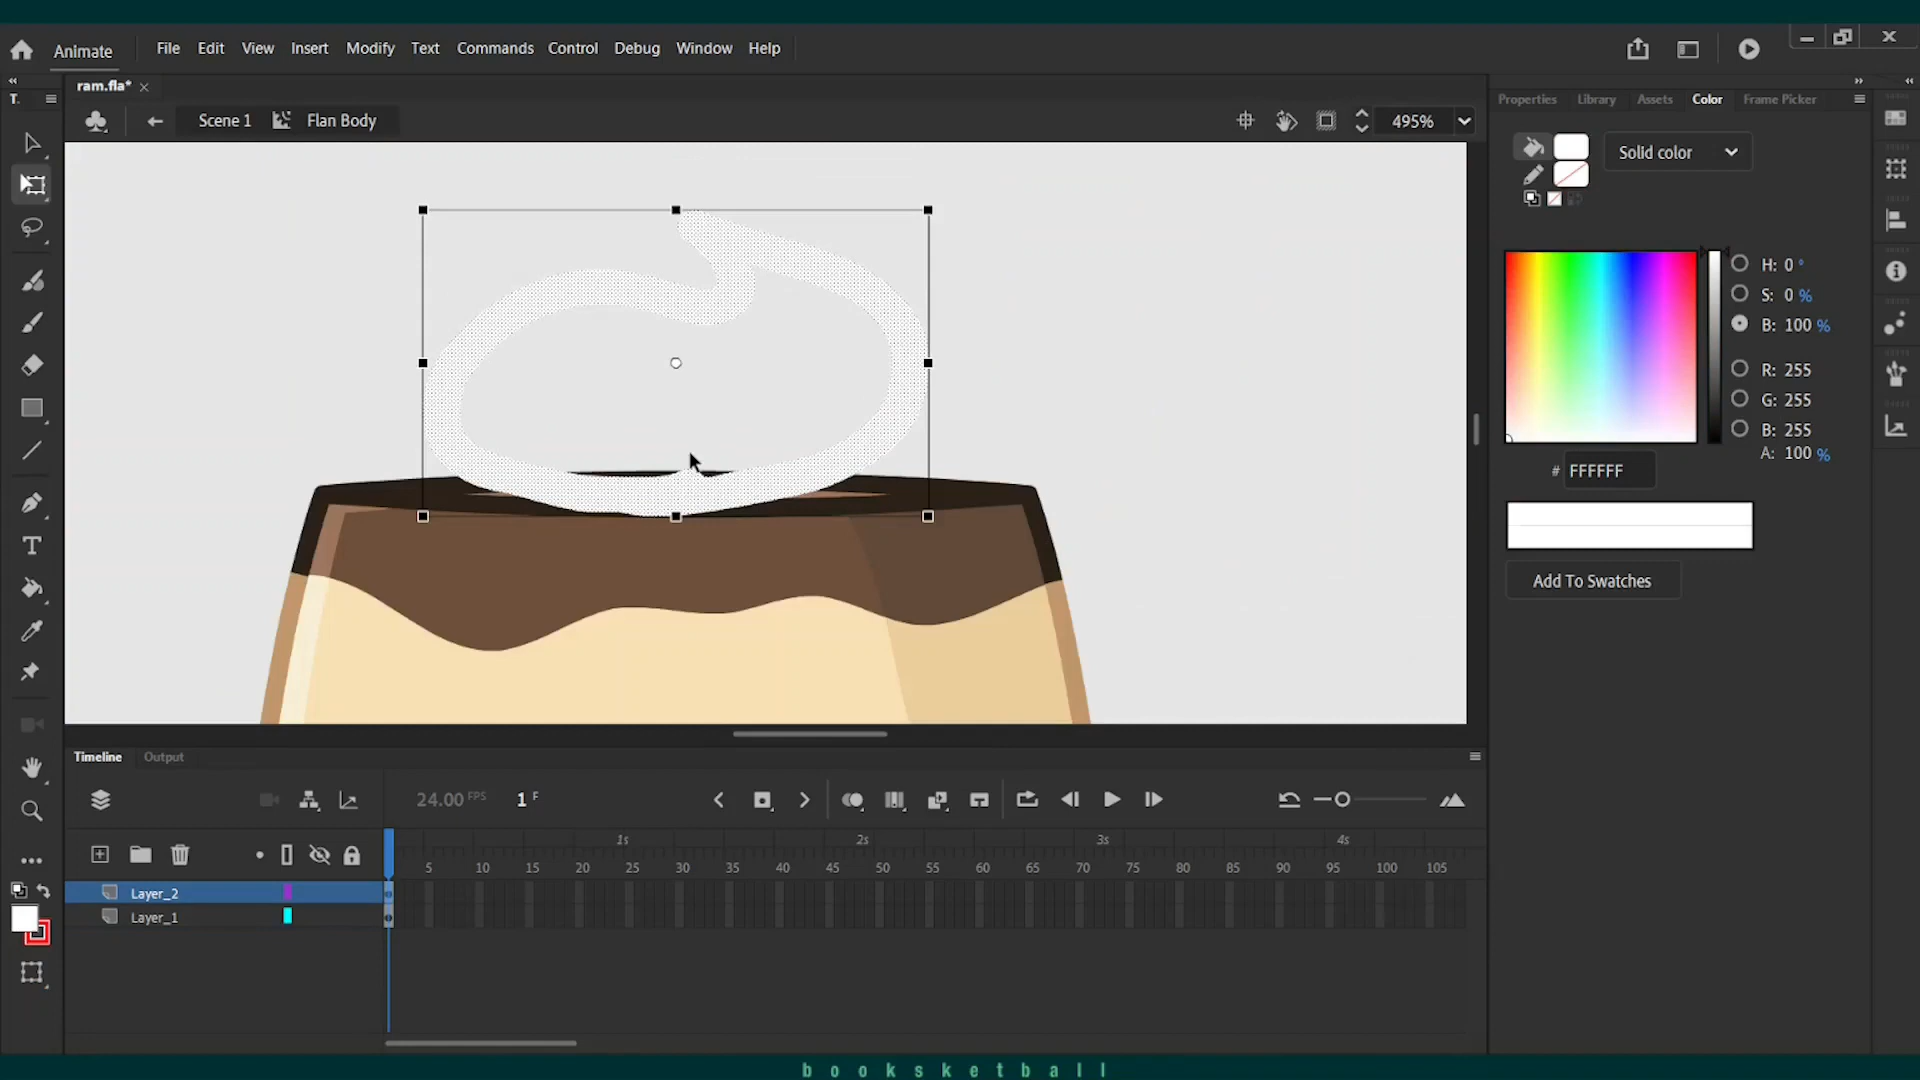 Animate File Edit View Insert Modify Text Commands Control Debug Window Help
ram.fla*
T.
Scene 1 Flan Body 495%
Properties Library Assets Color Frame Picker
Solid color
H: 0 °
S: 0 %
B: 100 %
R: 255
G: 255
B: 255
A: 100 %
# FFFFFF
Add To Swatches
T
Timeline Output
24.00 FPS 1 F
1s 2s 3s 4s
5 10 15 20 25 30 35 40 45 50 55 60 65 70 75 80 85 90 95 100 105
Layer_2
Layer_1
booksketball